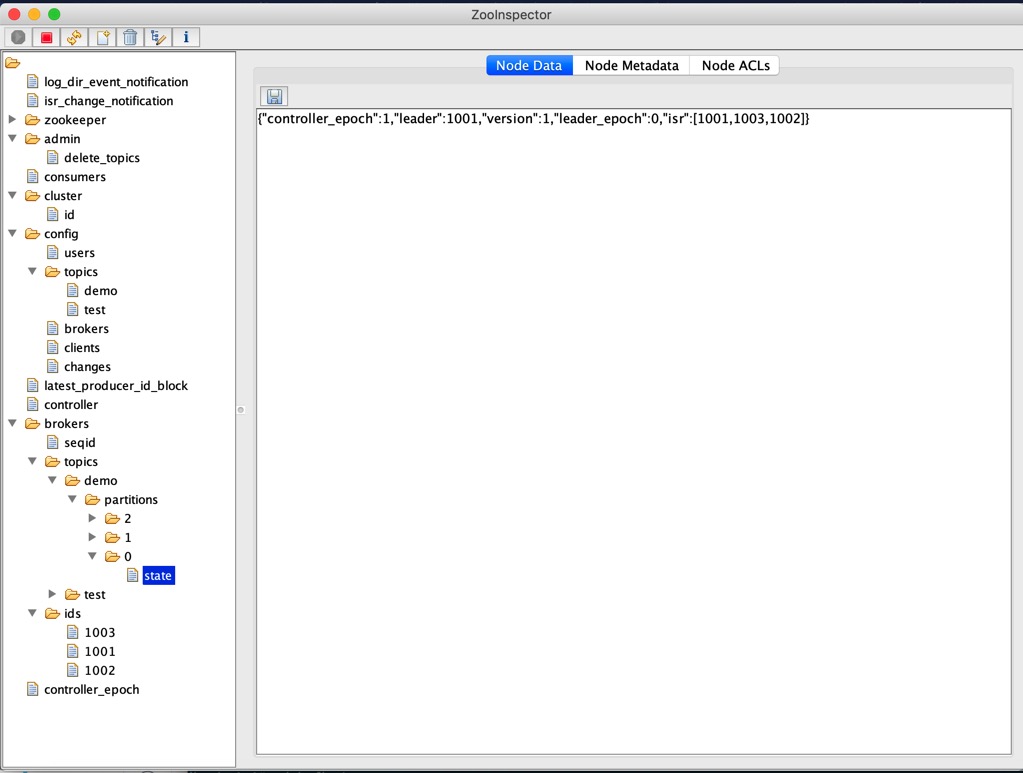 ZooInspector
log_dir_event_notification
isr_change_notification
zookeeper
admin
delete_topics
consumers
cluster
id
config
users
topics
demo
test
brokers
clients
changes
latest_producer_id_block
controller
brokers
seqid
topics
demo
partitions
2
1
0
state
test
ids
1003
1001
1002
controller_epoch
Node Data Node Metadata Node ACLs
{"controller_epoch":1,"leader":1001,"version":1,"leader_epoch":0,"isr":[1001,1003,1002]}